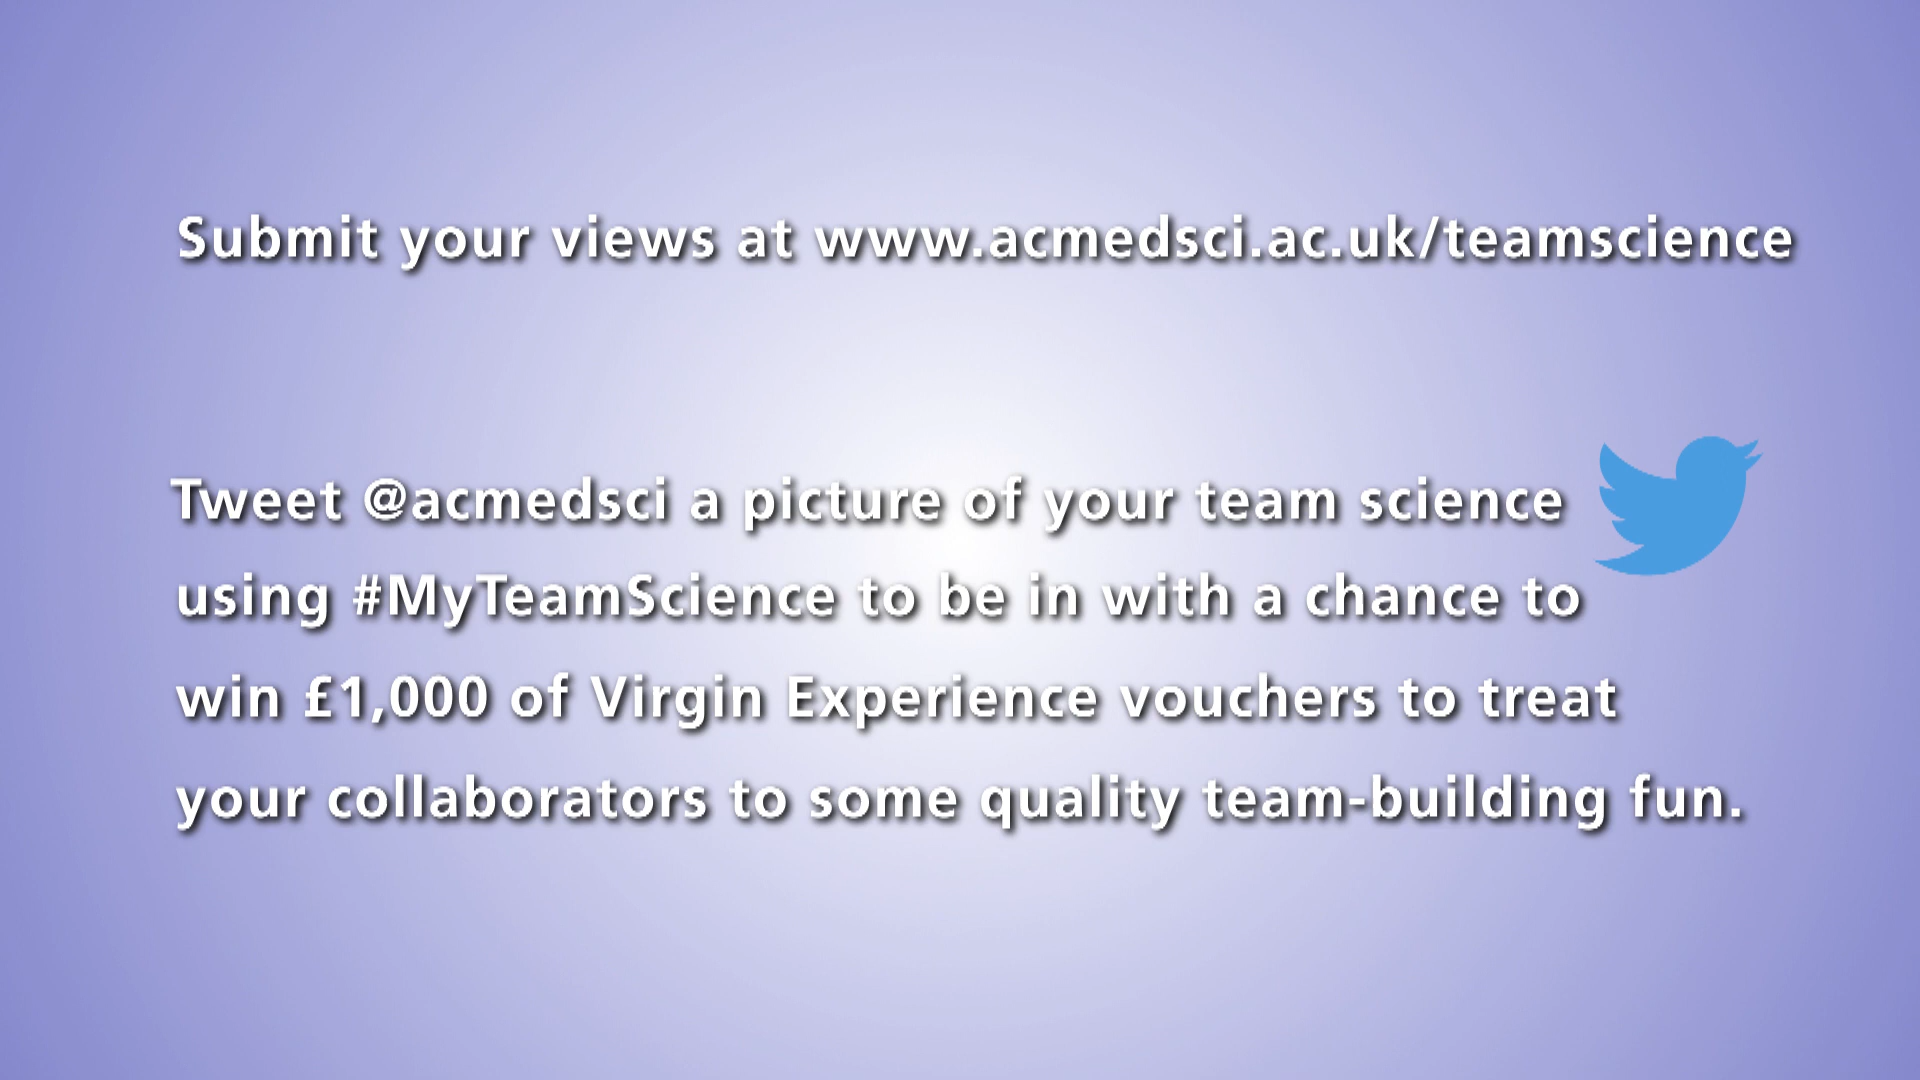 Submit your views at www.acmedsci.ac.uk/teamscience
Tweet @acmedsci a picture of your team science
using #MyTeamScience to be in with a chance to
win £1,000 of Virgin Experience vouchers to treat
your collaborators to some quality team-building fun.